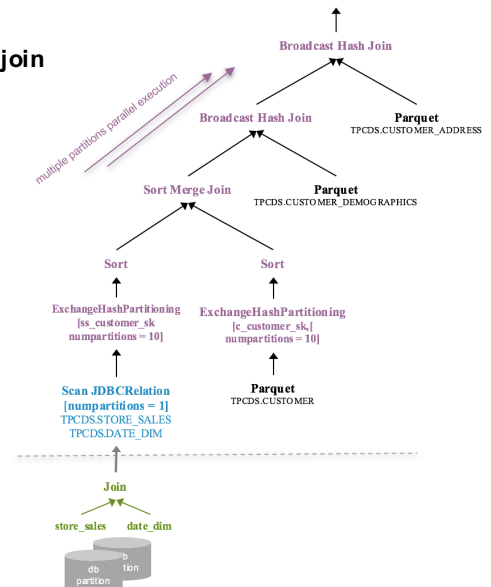 Broadcast Hash Join
join
multiple partitions parallel execution
Broadcast Hash Join
Parquet
TPCDS.CUSTOMER_ADDRESS
Sort Merge Join
Parquet
TPCDS.CUSTOMER_DEMOGRAPHICS
Sort
Sort
ExchangeHashPartitioning
[ss_customer_sk
numpartitions = 10]
ExchangeHashPartitioning
[c_customer_sk,[
numpartitions = 10]
Scan JDBCRelation
[numpartitions = 1]
TPCDS.STORE_SALES
TPCDS.DATE_DIM
Parquet
TPCDS.CUSTOMER
Join
store_sales
date_dim
b
tion
db
partition